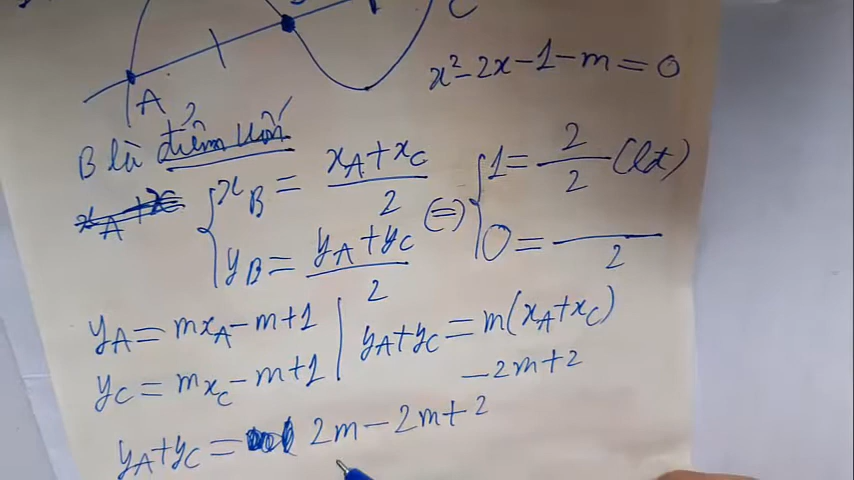 C
A
x² - 2x - 1 - m = 0
B là điểm uốn
x_A + x
{ x_B = (x_A + x_C)/2 ⇔ { 1 = 2/2 (lđ)
y_B = (y_A + y_C)/2 0 = /2
y_A = mx_A - m + 1 | y_A + y_C = m(x_A + x_C)
y_C = mx_C - m + 1 | - 2m + 2
y_A + y_C = 2m - 2m + 2